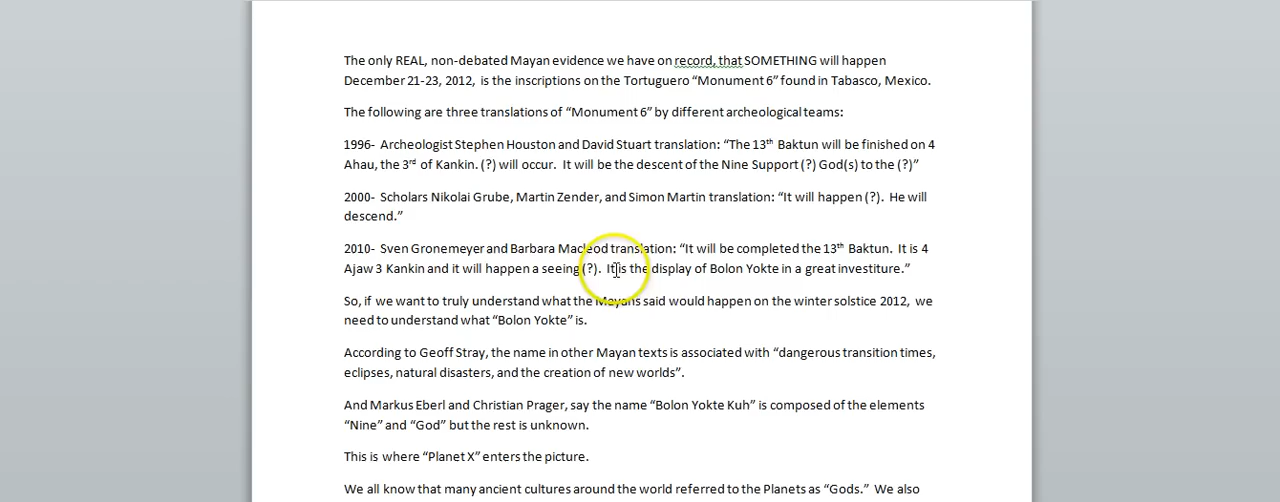 The only REAL, non-debated Mayan evidence we have on record, that SOMETHING will happen
December 21-23, 2012, is the inscriptions on the Tortuguero “Monument 6” found in Tabasco, Mexico.
The following are three translations of “Monument 6” by different archeological teams:
1996- Archeologist Stephen Houston and David Stuart translation: “The 13th Baktun will be finished on 4
Ahau, the 3rd of Kankin. (?) will occur. It will be the descent of the Nine Support (?) God(s) to the (?)”
2000- Scholars Nikolai Grube, Martin Zender, and Simon Martin translation: “It will happen (?). He will
descend.”
2010- Sven Gronemeyer and Barbara Macleod translation: “It will be completed the 13th Baktun. It is 4
Ajaw 3 Kankin and it will happen a seeing (?). It is the display of Bolon Yokte in a great investiture.”
So, if we want to truly understand what the Mayans said would happen on the winter solstice 2012, we
need to understand what “Bolon Yokte” is.
According to Geoff Stray, the name in other Mayan texts is associated with “dangerous transition times,
eclipses, natural disasters, and the creation of new worlds”.
And Markus Eberl and Christian Prager, say the name “Bolon Yokte Kuh” is composed of the elements
“Nine” and “God” but the rest is unknown.
This is where “Planet X” enters the picture.
We all know that many ancient cultures around the world referred to the Planets as “Gods.” We also